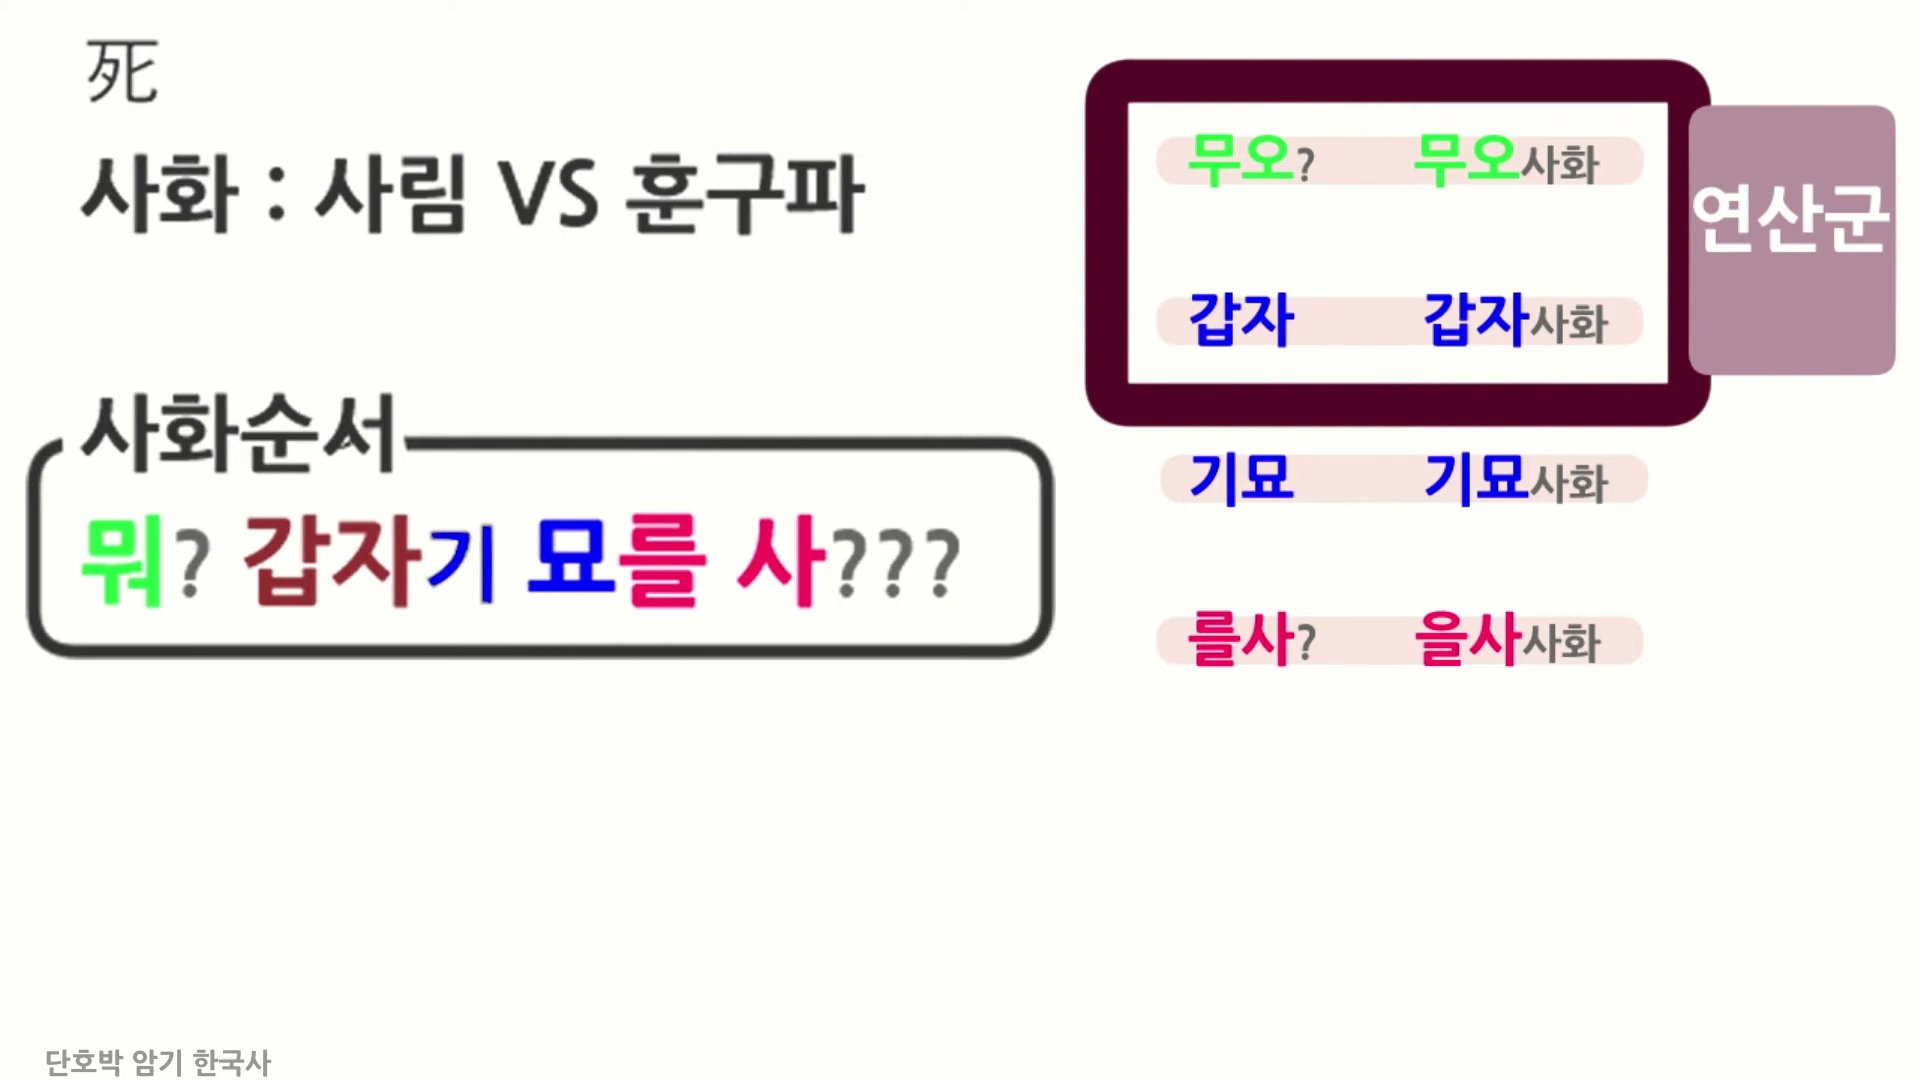 死
사화 : 사림 VS 훈구파
사화순서
뭐? 갑자기 묘를 사???
무오? 무오사화
갑자 갑자사화
연산군
기묘 기묘사화
를사? 을사사화
단호박 암기 한국사